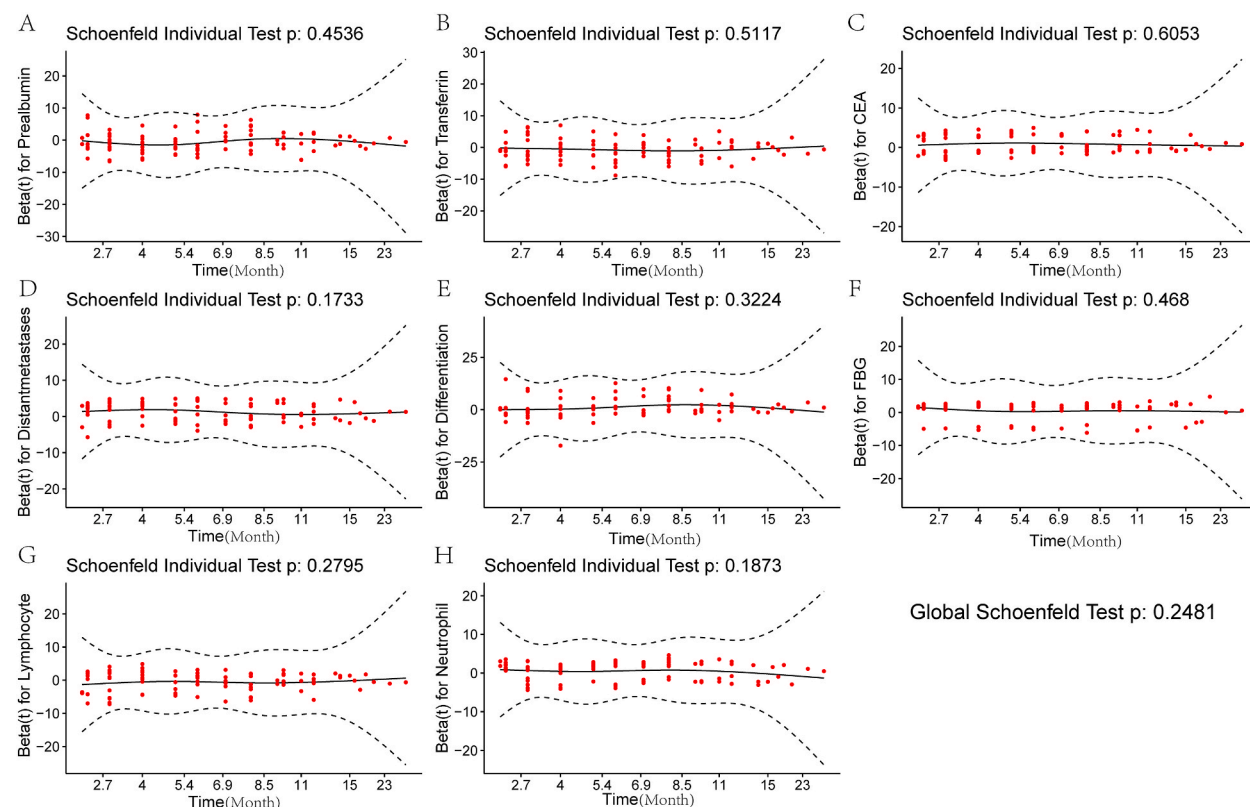 A
Schoenfeld Individual Test p: 0.4536
Beta(t) for Prealbumin
20
10
0
−10
−20
−30
2.7 4 5.4 6.9 8.5 11 15 23
Time(Month)
B
Schoenfeld Individual Test p: 0.5117
Beta(t) for Transferrin
30
20
10
0
−10
−20
2.7 4 5.4 6.9 8.5 11 15 23
Time(Month)
C
Schoenfeld Individual Test p: 0.6053
Beta(t) for CEA
20
10
0
−10
−20
2.7 4 5.4 6.9 8.5 11 15 23
Time(Month)
D
Schoenfeld Individual Test p: 0.1733
Beta(t) for Distantmetastases
20
10
0
−10
−20
2.7 4 5.4 6.9 8.5 11 15 23
Time(Month)
E
Schoenfeld Individual Test p: 0.3224
Beta(t) for Differentiation
25
0
−25
2.7 4 5.4 6.9 8.5 11 15 23
Time(Month)
F
Schoenfeld Individual Test p: 0.468
Beta(t) for FBG
20
10
0
−10
−20
2.7 4 5.4 6.9 8.5 11 15 23
Time(Month)
G
Schoenfeld Individual Test p: 0.2795
Beta(t) for Lymphocyte
20
10
0
−10
−20
2.7 4 5.4 6.9 8.5 11 15 23
Time(Month)
H
Schoenfeld Individual Test p: 0.1873
Beta(t) for Neutrophil
20
10
0
−10
−20
2.7 4 5.4 6.9 8.5 11 15 23
Time(Month)
Global Schoenfeld Test p: 0.2481